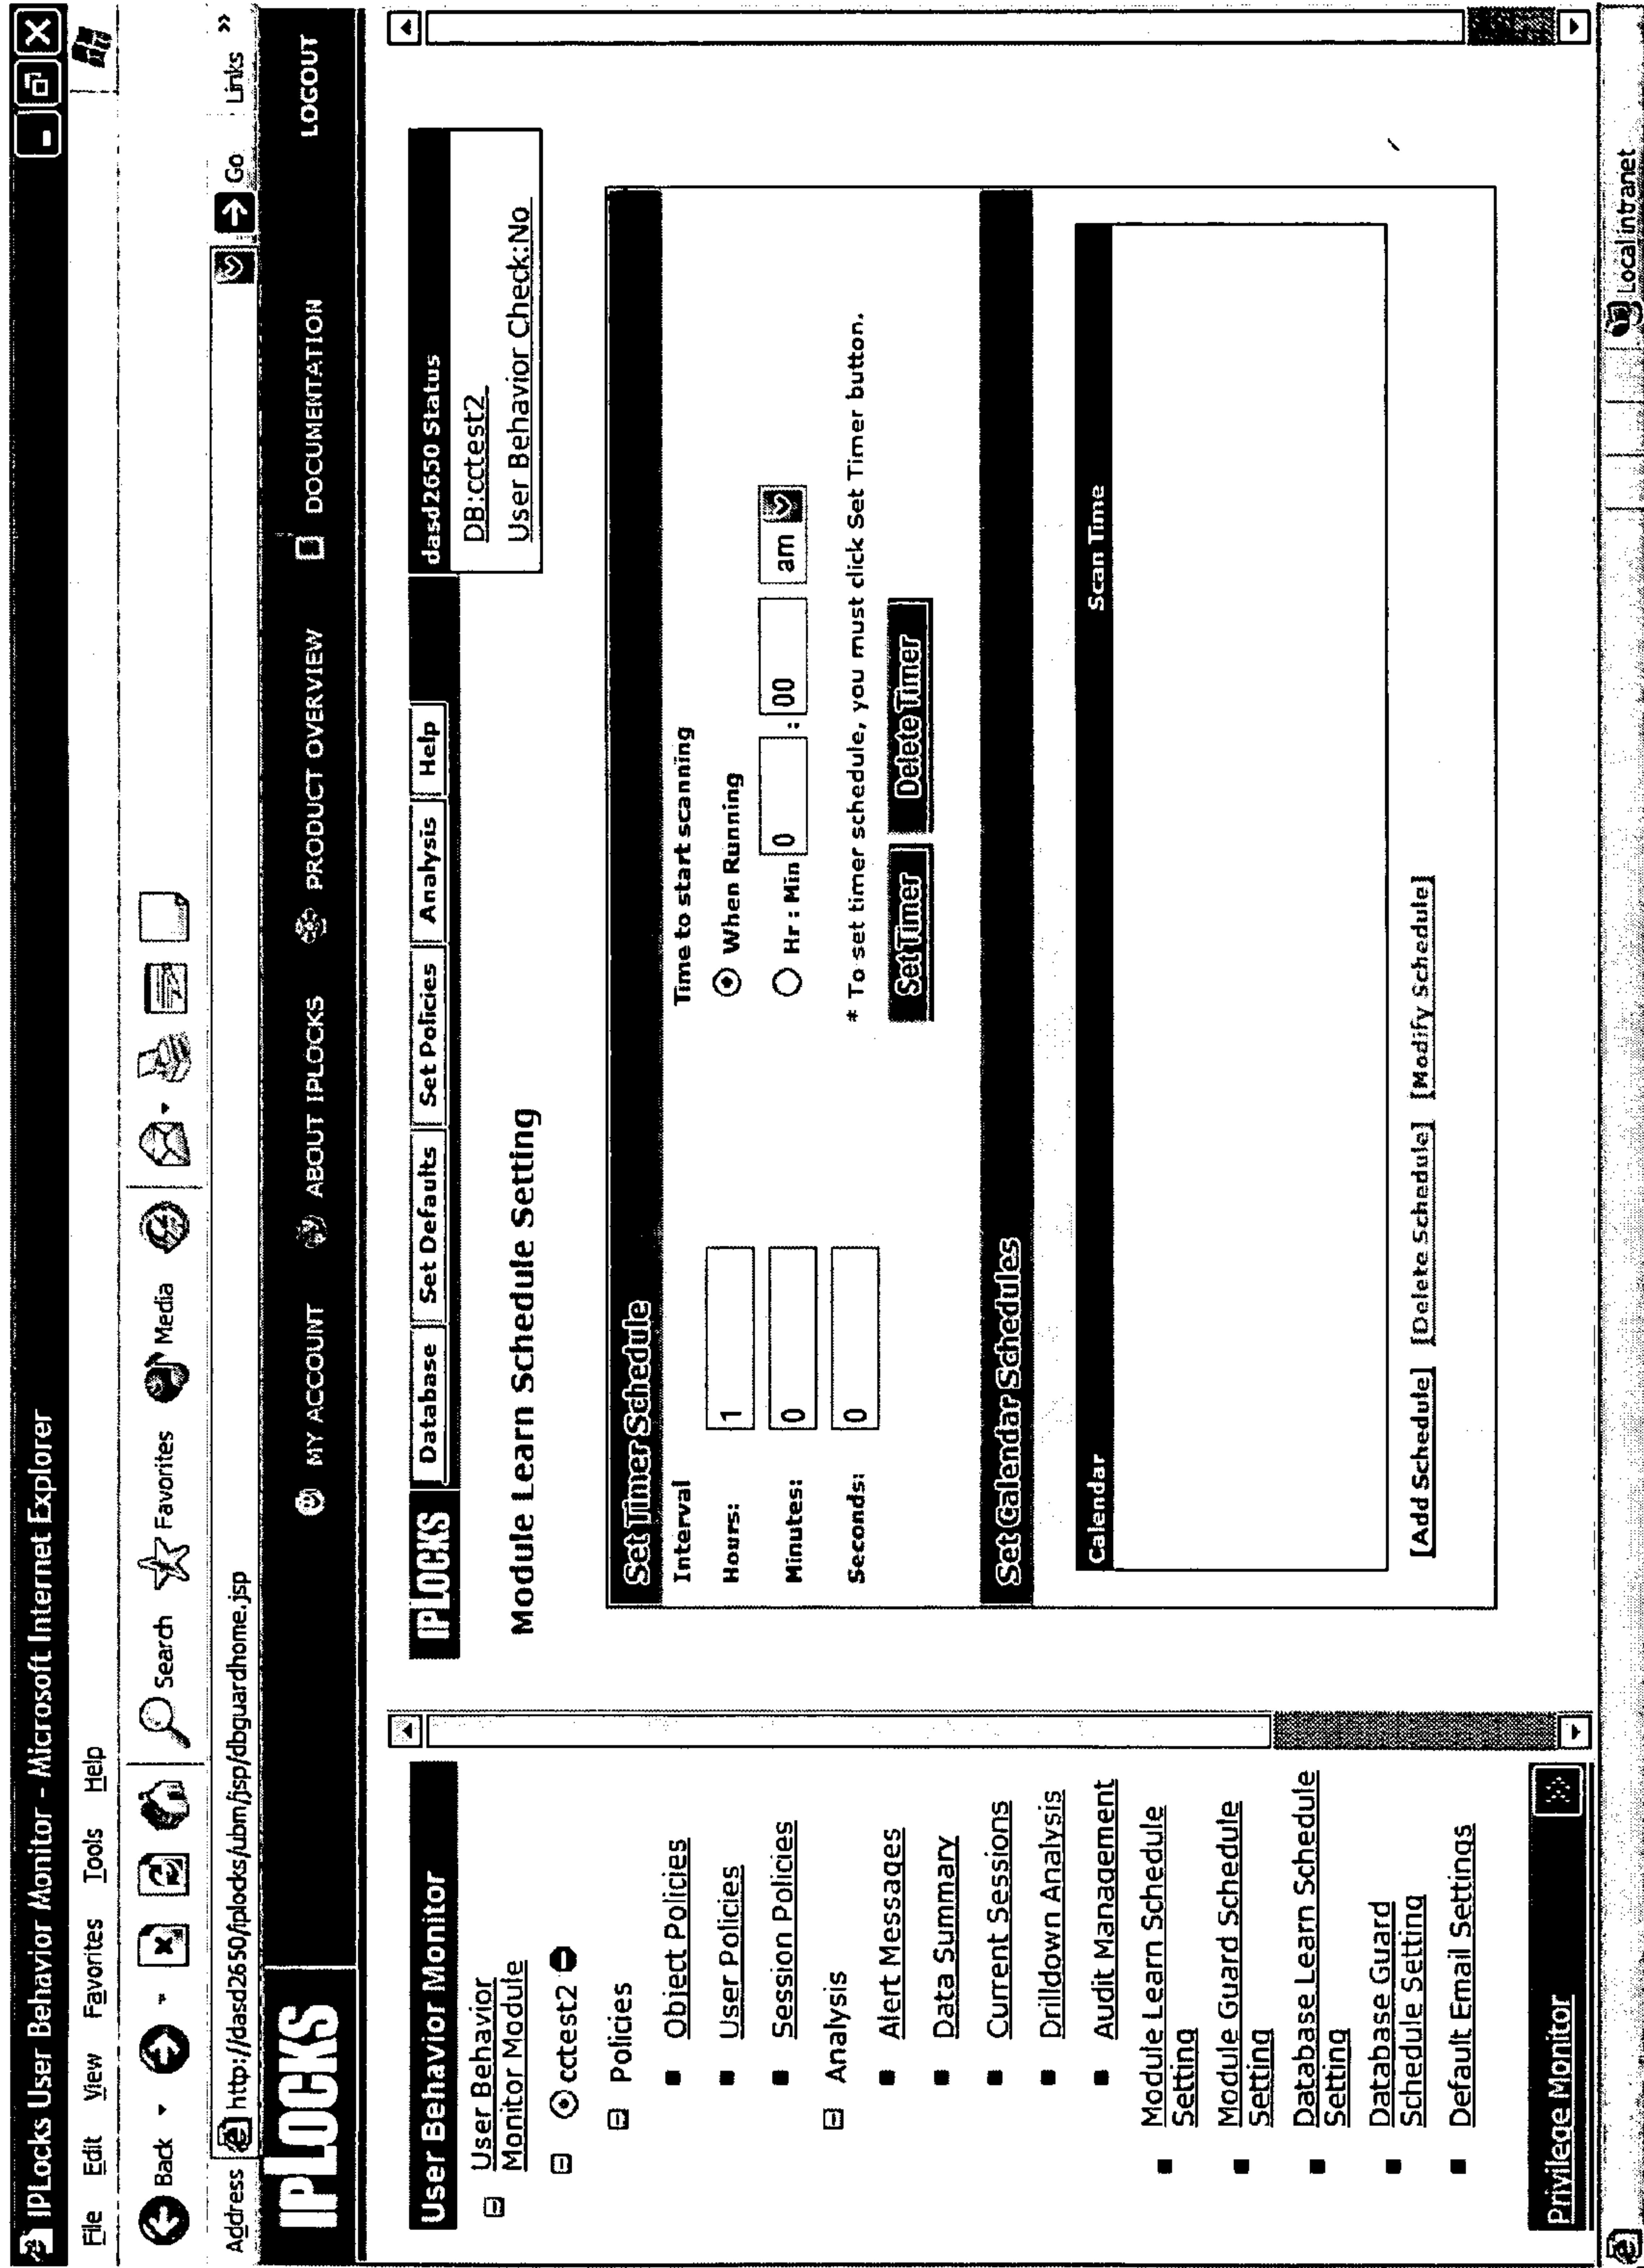 IPLocks User Behavior Monitor - Microsoft Internet Explorer
File Edit View Favorites Tools Help
Back Search Favorites Media
Address http://dasd2650/iplocks/ubm/jsp/dbguardhome.jsp Go Links »
IPLOCKS MY ACCOUNT ABOUT IPLOCKS PRODUCT OVERVIEW DOCUMENTATION LOGOUT
User Behavior Monitor
User Behavior
Monitor Module
cctest2
Policies
Object Policies
User Policies
Session Policies
Analysis
Alert Messages
Data Summary
Current Sessions
Drilldown Analysis
Audit Management
Module Learn Schedule
Setting
Module Guard Schedule
Setting
Database Learn Schedule
Setting
Database Guard
Schedule Setting
Default Email Settings
Privilege Monitor
IPLOCKS Database Set Defaults Set Policies Analysis Help
dasd2650 Status
DB:cctest2
User Behavior Check:No
Module Learn Schedule Setting
Set Timer Schedule
Interval Time to start scanning
Hours: 1 When Running
Minutes: 0 Hr : Min 0 : 00 am
Seconds: 0
* To set timer schedule, you must click Set Timer button.
Set Timer Delete Timer
Set Calendar Schedules
Calendar Scan Time
[Add Schedule] [Delete Schedule] [Modify Schedule]
Local intranet